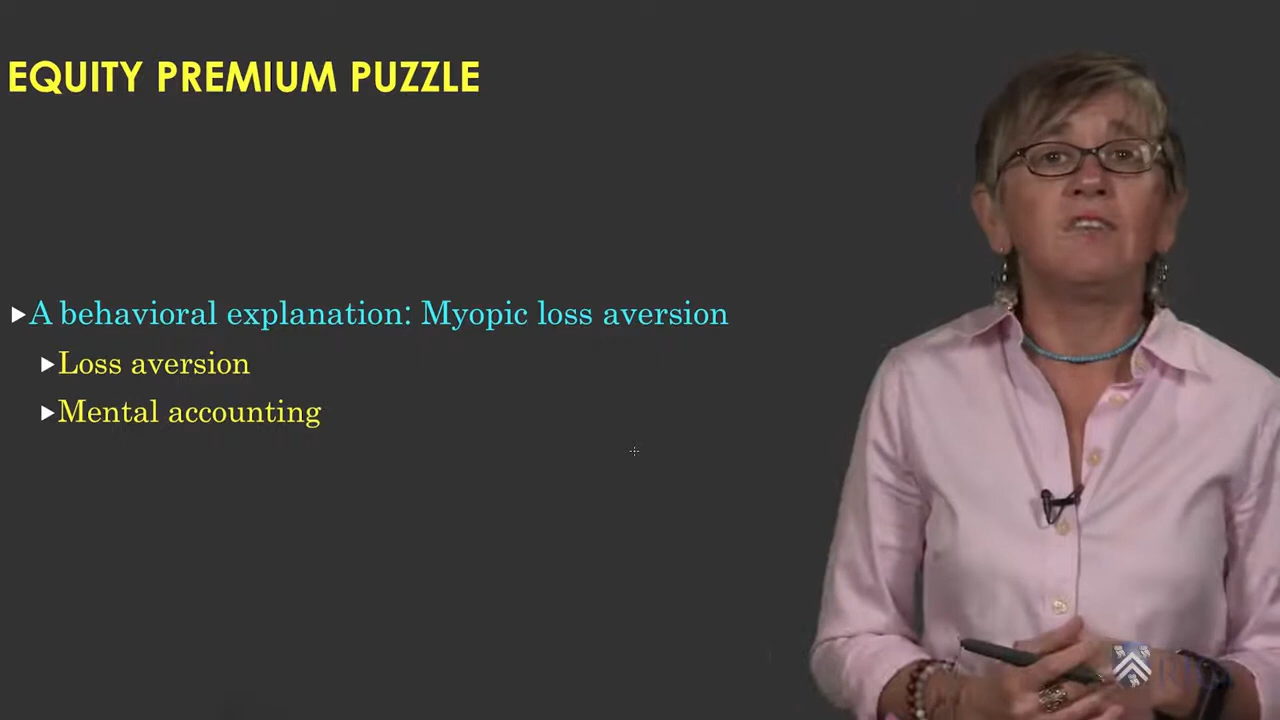 EQUITY PREMIUM PUZZLE
A behavioral explanation: Myopic loss aversion
Loss aversion
Mental accounting